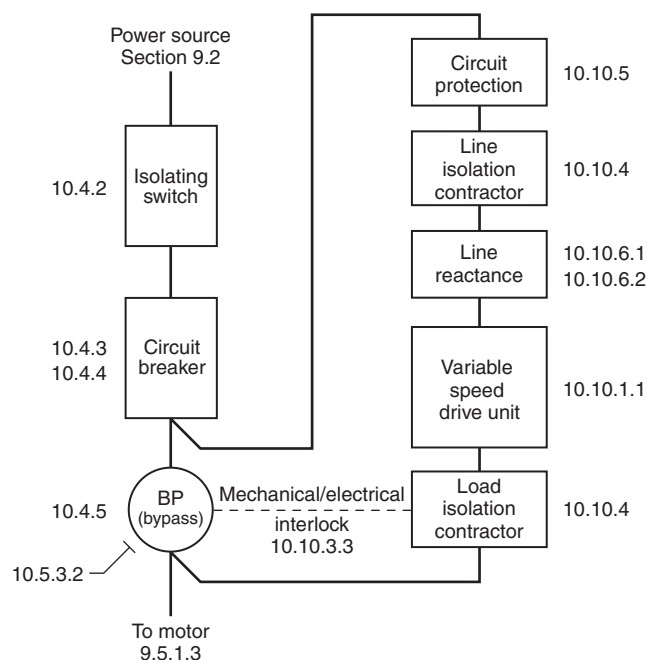 Power source
Section 9.2
10.4.2
Isolating
switch
10.4.3
10.4.4
Circuit
breaker
10.4.5
BP
(bypass)
10.5.3.2
To motor
9.5.1.3
Mechanical/electrical
interlock
10.10.3.3
Circuit
protection
10.10.5
Line
isolation
contractor
10.10.4
Line
reactance
10.10.6.1
10.10.6.2
Variable
speed
drive unit
10.10.1.1
Load
isolation
contractor
10.10.4